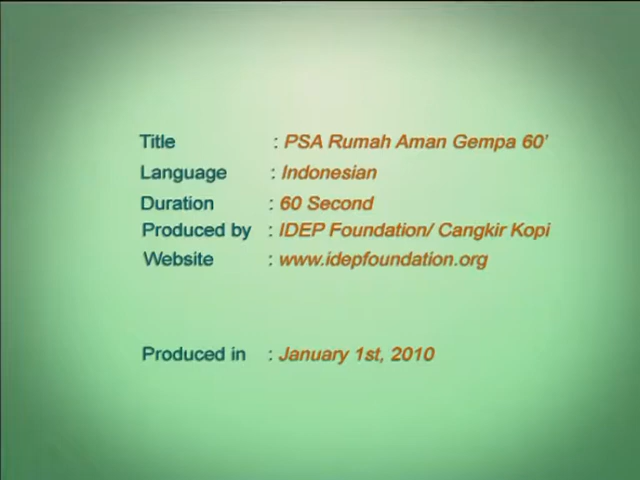 Title : PSA Rumah Aman Gempa 60'
Language : Indonesian
Duration : 60 Second
Produced by : IDEP Foundation/ Cangkir Kopi
Website : www.idepfoundation.org
Produced in : January 1st, 2010